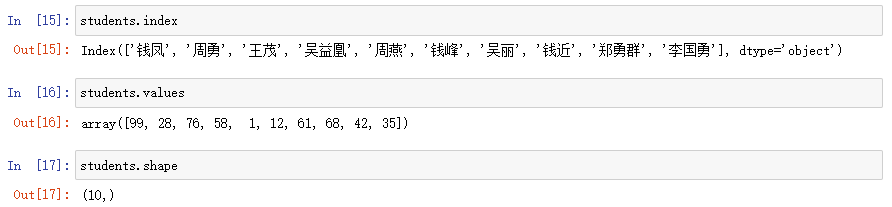 In [15]: students.index
Out[15]: Index(['钱凤', '周勇', '王茂', '吴益凰', '周燕', '钱峰', '吴丽', '钱近', '郑勇群', '李国勇'], dtype='object')
In [16]: students.values
Out[16]: array([99, 28, 76, 58,  1, 12, 61, 68, 42, 35])
In [17]: students.shape
Out[17]: (10,)